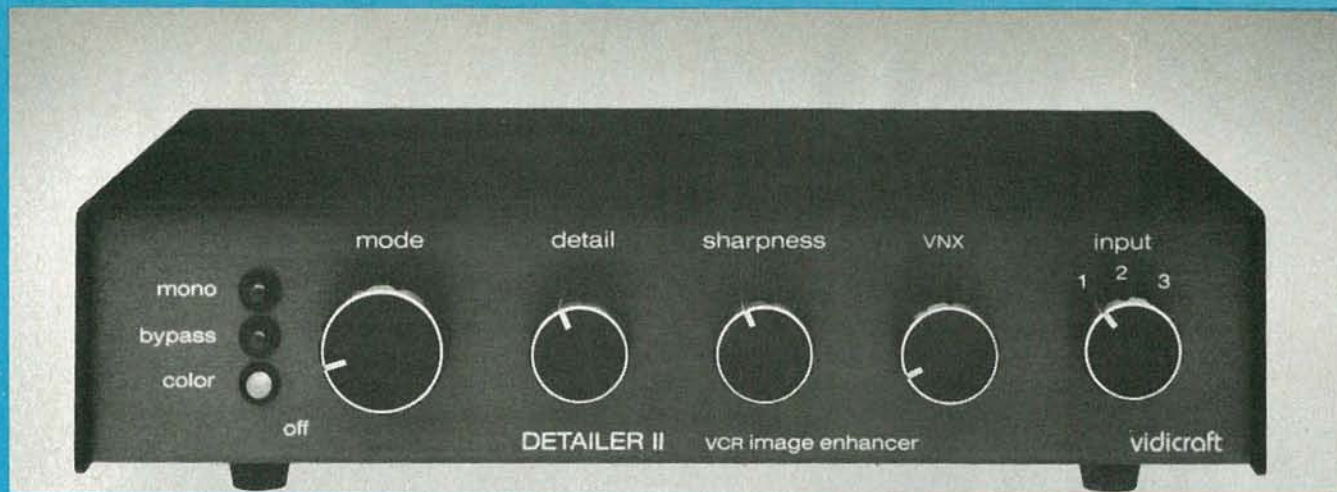 mode detail sharpness VNX input
1 2 3
mono
bypass
color
off
DETAILER II VCR image enhancer vidicraft